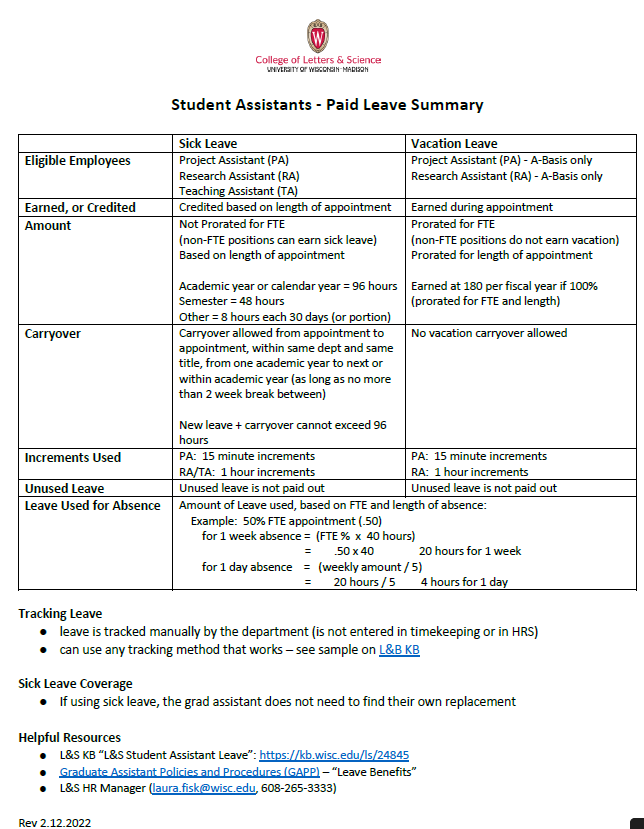 College of Letters & Science
UNIVERSITY OF WISCONSIN-MADISON
Student Assistants - Paid Leave Summary
Sick Leave
Vacation Leave
Eligible Employees
Project Assistant (PA)
Research Assistant (RA)
Teaching Assistant (TA)
Project Assistant (PA) - A-Basis only
Research Assistant (RA) - A-Basis only
Earned, or Credited
Credited based on length of appointment
Earned during appointment
Amount
Not Prorated for FTE
(non-FTE positions can earn sick leave)
Based on length of appointment
Academic year or calendar year = 96 hours
Semester = 48 hours
Other = 8 hours each 30 days (or portion)
Prorated for FTE
(non-FTE positions do not earn vacation)
Prorated for length of appointment
Earned at 180 per fiscal year if 100%
(prorated for FTE and length)
Carryover
Carryover allowed from appointment to
appointment, within same dept and same
title, from one academic year to next or
within academic year (as long as no more
than 2 week break between)
New leave + carryover cannot exceed 96
hours
No vacation carryover allowed
Increments Used
PA: 15 minute increments
RA/TA: 1 hour increments
PA: 15 minute increments
RA: 1 hour increments
Unused Leave
Unused leave is not paid out
Unused leave is not paid out
Leave Used for Absence
Amount of Leave used, based on FTE and length of absence:
Example: 50% FTE appointment (.50)
for 1 week absence = (FTE % x 40 hours)
= .50 x 40 20 hours for 1 week
for 1 day absence = (weekly amount / 5)
= 20 hours / 5 4 hours for 1 day
Tracking Leave
● leave is tracked manually by the department (is not entered in timekeeping or in HRS)
● can use any tracking method that works – see sample on L&B KB
Sick Leave Coverage
● If using sick leave, the grad assistant does not need to find their own replacement
Helpful Resources
● L&S KB “L&S Student Assistant Leave”: https://kb.wisc.edu/ls/24845
● Graduate Assistant Policies and Procedures (GAPP) – “Leave Benefits”
● L&S HR Manager (laura.fisk@wisc.edu, 608-265-3333)
Rev 2.12.2022